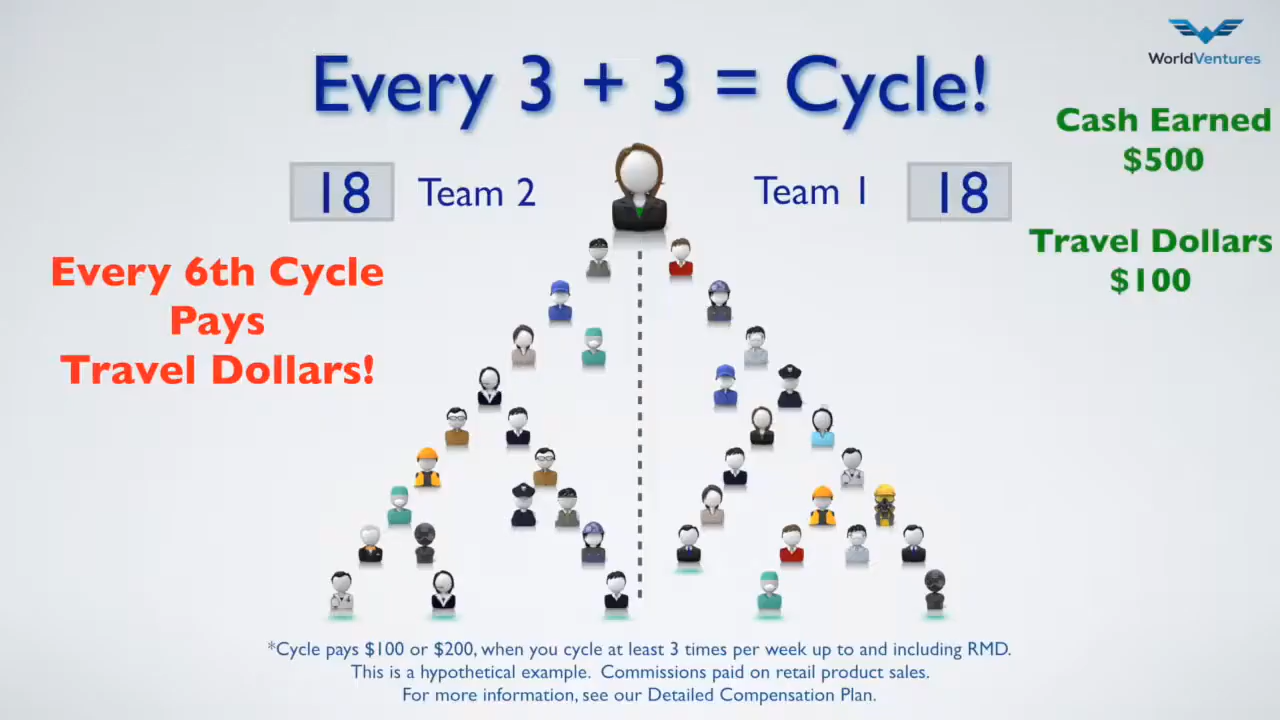 WorldVentures
Every 3 + 3 = Cycle!
Cash Earned
$500
18 Team 2
Team 1 18
Travel Dollars
$100
Every 6th Cycle
Pays
Travel Dollars!
*Cycle pays $100 or $200, when you cycle at least 3 times per week up to and including RMD.
This is a hypothetical example. Commissions paid on retail product sales.
For more information, see our Detailed Compensation Plan.